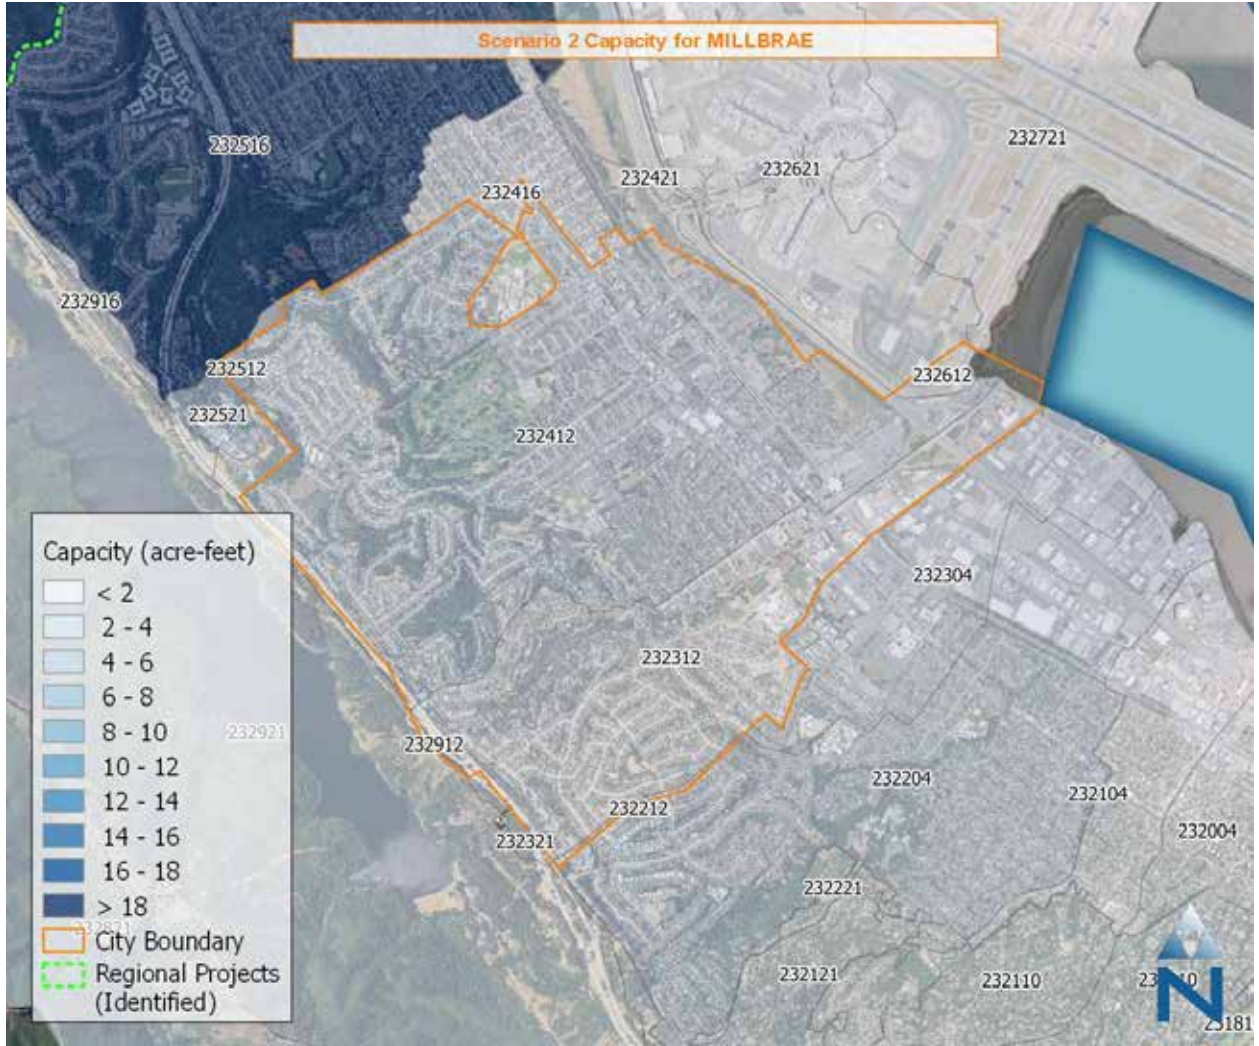 Scenario 2 Capacity for MILLBRAE
232721
232516
232621
232421
232416
232916
232512
232612
232521
232412
232304
232312
232921
232912
232204
232104
232212
232004
232321
232221
232121
232110
Capacity (acre-feet)
< 2
2 - 4
4 - 6
6 - 8
8 - 10
10 - 12
12 - 14
14 - 16
16 - 18
> 18
City Boundary
Regional Projects
(Identified)
N